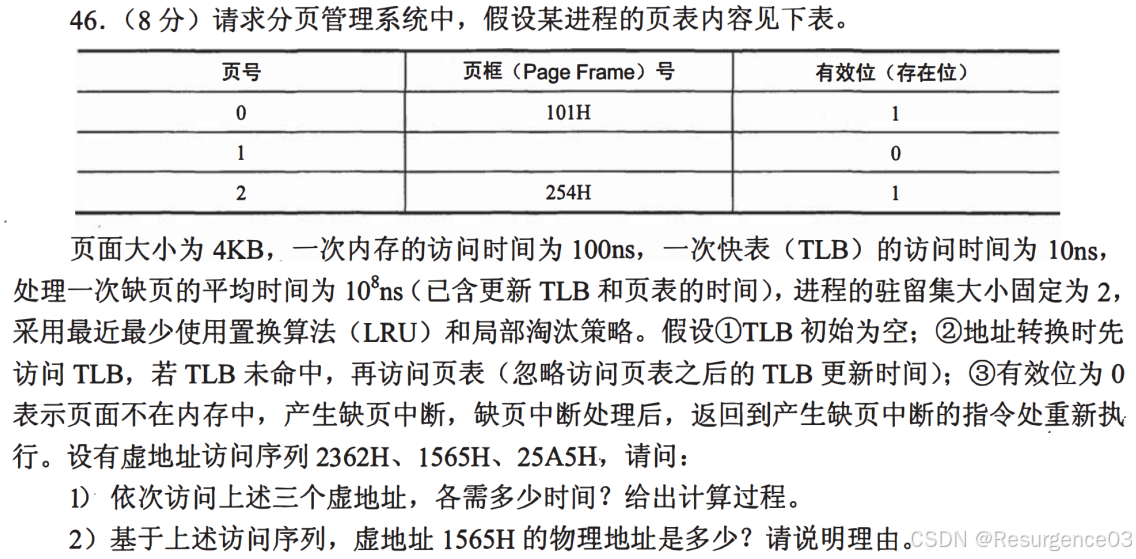 46.（8 分）请求分页管理系统中，假设某进程的页表内容见下表。
页号 页框（Page Frame）号 有效位（存在位）
0 101H 1
1 0
2 254H 1
页面大小为 4KB，一次内存的访问时间为 100ns，一次快表（TLB）的访问时间为 10ns，
处理一次缺页的平均时间为 10⁸ns（已含更新 TLB 和页表的时间），进程的驻留集大小固定为 2，
采用最近最少使用置换算法（LRU）和局部淘汰策略。假设①TLB 初始为空；②地址转换时先
访问 TLB，若 TLB 未命中，再访问页表（忽略访问页表之后的 TLB 更新时间）；③有效位为 0
表示页面不在内存中，产生缺页中断，缺页中断处理后，返回到产生缺页中断的指令处重新执
行。设有虚地址访问序列 2362H、1565H、25A5H，请问：
1） 依次访问上述三个虚地址，各需多少时间？给出计算过程。
2）基于上述访问序列，虚地址 1565H 的物理地址是多少？请说明理由。
CSDN @Resurgence03